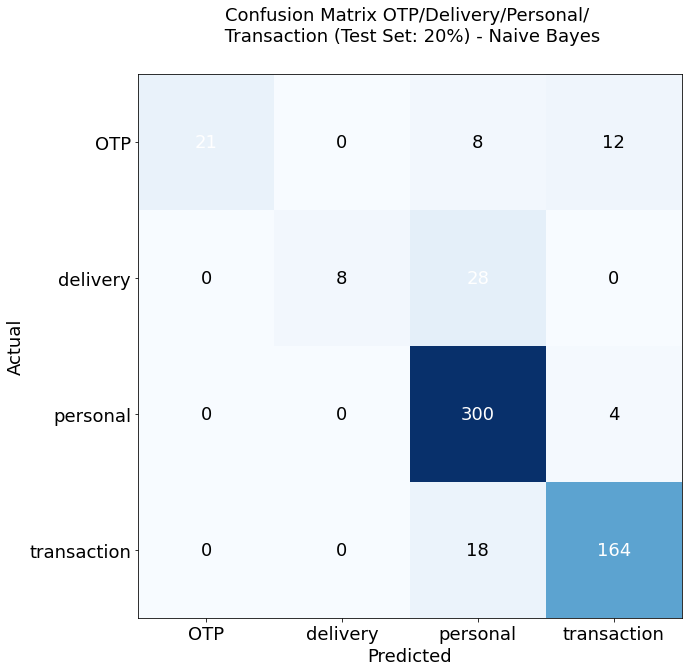 Confusion Matrix OTP/Delivery/Personal/
Transaction (Test Set: 20%) - Naive Bayes
Actual
OTP 21 0 8 12
delivery 0 8 28 0
personal 0 0 300 4
transaction 0 0 18 164
OTP delivery personal transaction
Predicted